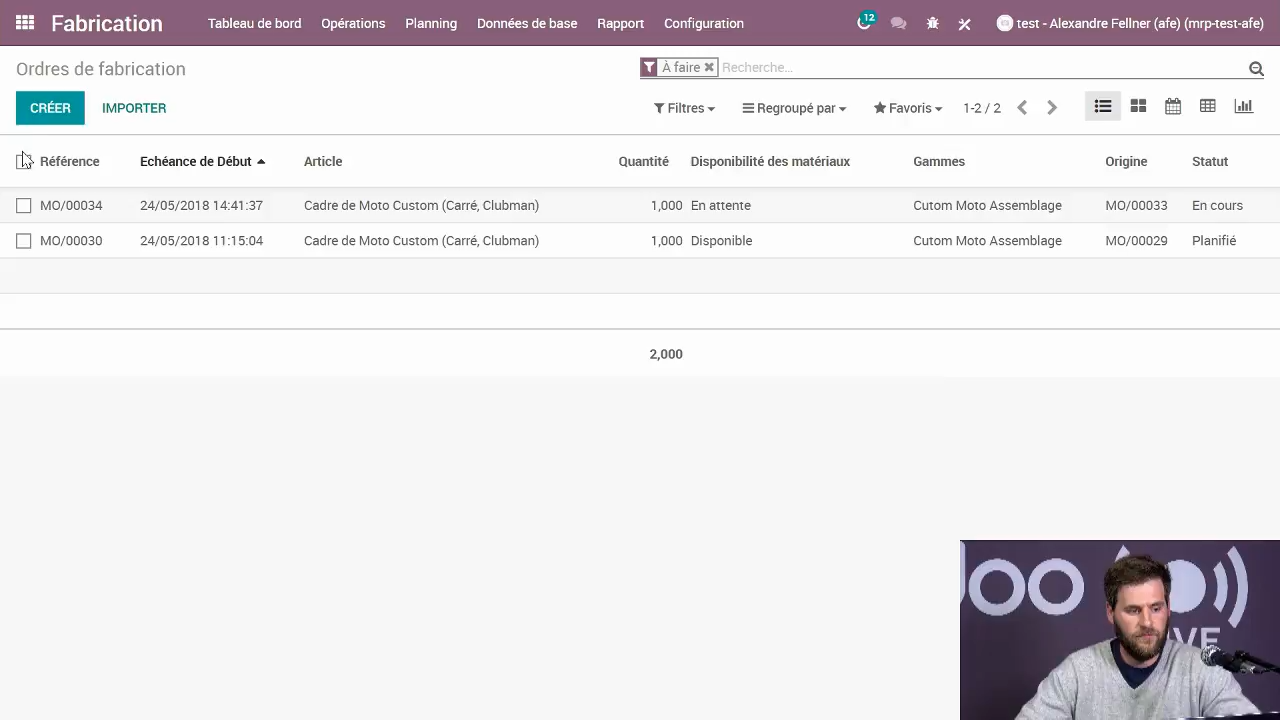 Fabrication Tableau de bord Opérations Planning Données de base Rapport Configuration 12 test - Alexandre Fellner (afe) (mrp-test-afe)
Ordres de fabrication À faire Recherche...
CRÉER IMPORTER Filtres Regroupé par Favoris 1-2 / 2
Référence Echéance de Début Article Quantité Disponibilité des matériaux Gammes Origine Statut
MO/00034 24/05/2018 14:41:37 Cadre de Moto Custom (Carré, Clubman) 1,000 En attente Cutom Moto Assemblage MO/00033 En cours
MO/00030 24/05/2018 11:15:04 Cadre de Moto Custom (Carré, Clubman) 1,000 Disponible Cutom Moto Assemblage MO/00029 Planifié
2,000